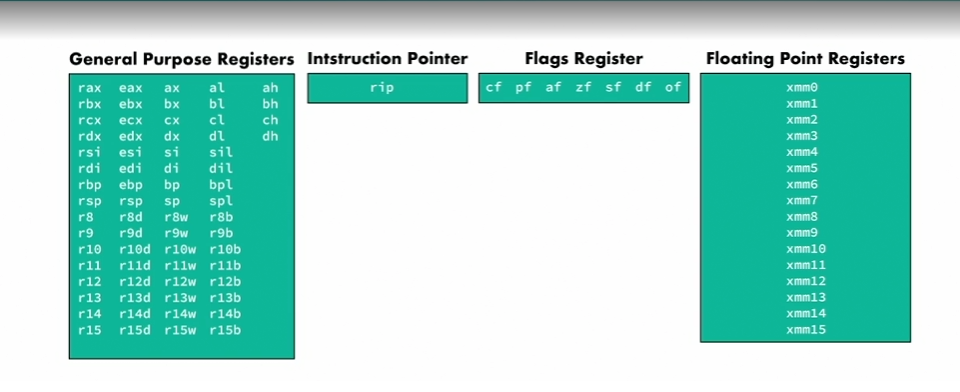 General Purpose Registers
rax eax ax al ah
rbx ebx bx bl bh
rcx ecx cx cl ch
rdx edx dx dl dh
rsi esi si sil
rdi edi di dil
rbp ebp bp bpl
rsp rsp sp spl
r8 r8d r8w r8b
r9 r9d r9w r9b
r10 r10d r10w r10b
r11 r11d r11w r11b
r12 r12d r12w r12b
r13 r13d r13w r13b
r14 r14d r14w r14b
r15 r15d r15w r15b
Intstruction Pointer
rip
Flags Register
cf pf af zf sf df of
Floating Point Registers
xmm0
xmm1
xmm2
xmm3
xmm4
xmm5
xmm6
xmm7
xmm8
xmm9
xmm10
xmm11
xmm12
xmm13
xmm14
xmm15